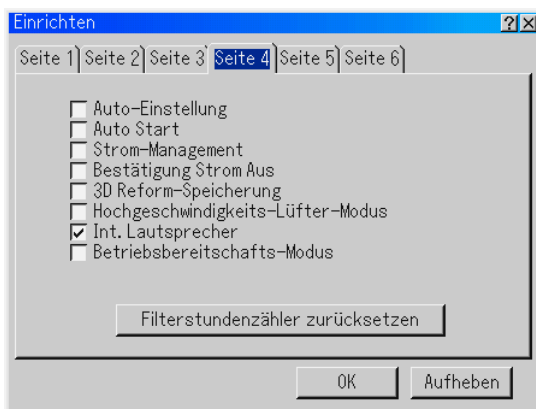 Einrichten
Seite 1 Seite 2 Seite 3 Seite 4 Seite 5 Seite 6
Auto-Einstellung
Auto Start
Strom-Management
Bestätigung Strom Aus
3D Reform-Speicherung
Hochgeschwindigkeits-Lüfter-Modus
Int. Lautsprecher
Betriebsbereitschafts-Modus
Filterstundenzähler zurücksetzen
OK Aufheben